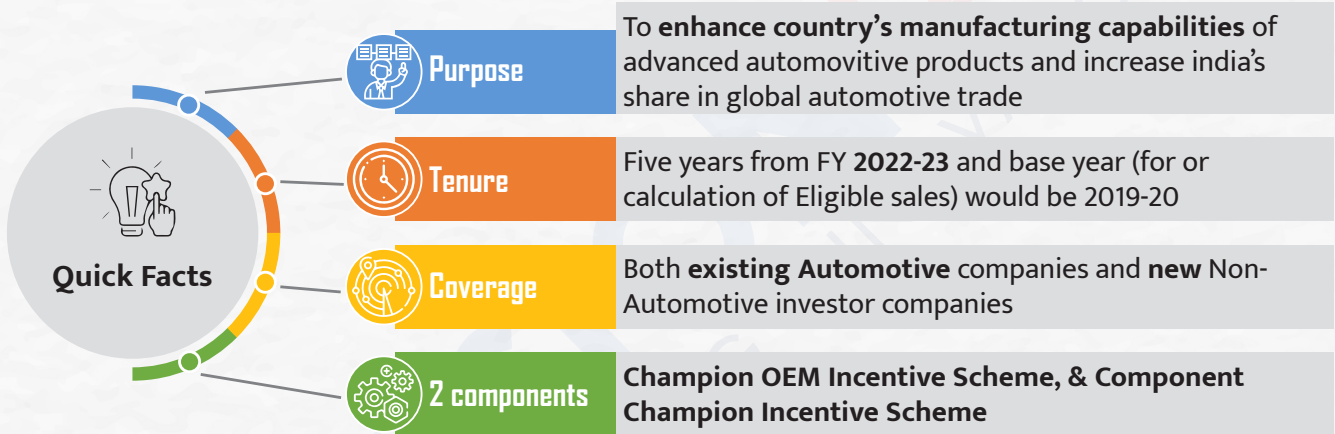 Quick Facts
Purpose
To enhance country's manufacturing capabilities of
advanced automovitive products and increase india's
share in global automotive trade
Tenure
Five years from FY 2022-23 and base year (for or
calculation of Eligible sales) would be 2019-20
Coverage
Both existing Automotive companies and new Non-
Automotive investor companies
2 components
Champion OEM Incentive Scheme, & Component
Champion Incentive Scheme